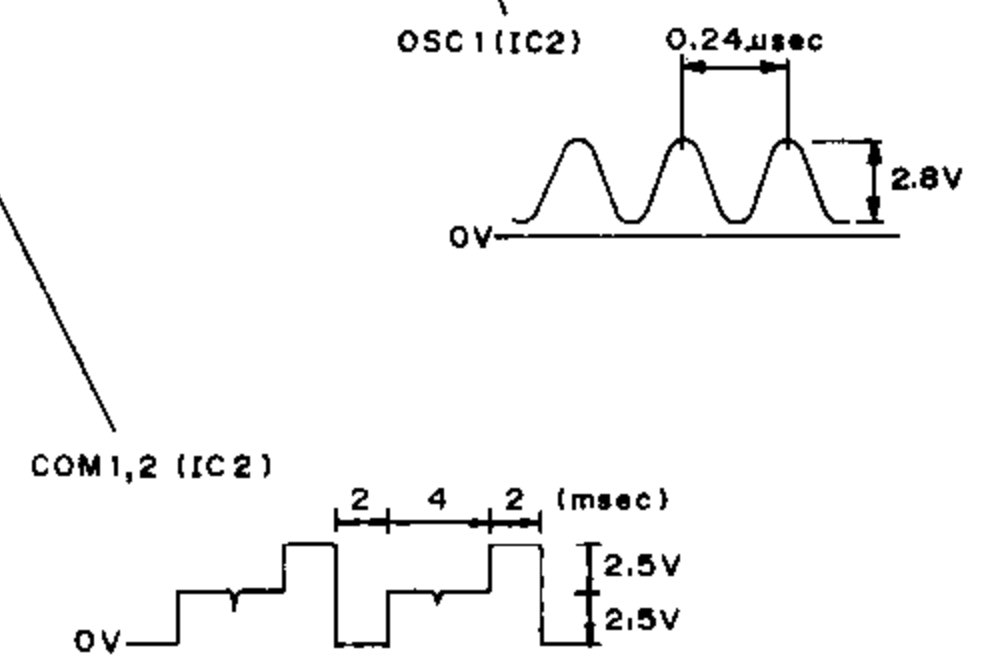 OSC1(IC2)
0.24µsec
2.8V
0V
COM1,2 (IC2)
2 4 2 (msec)
2.5V
2.5V
0V